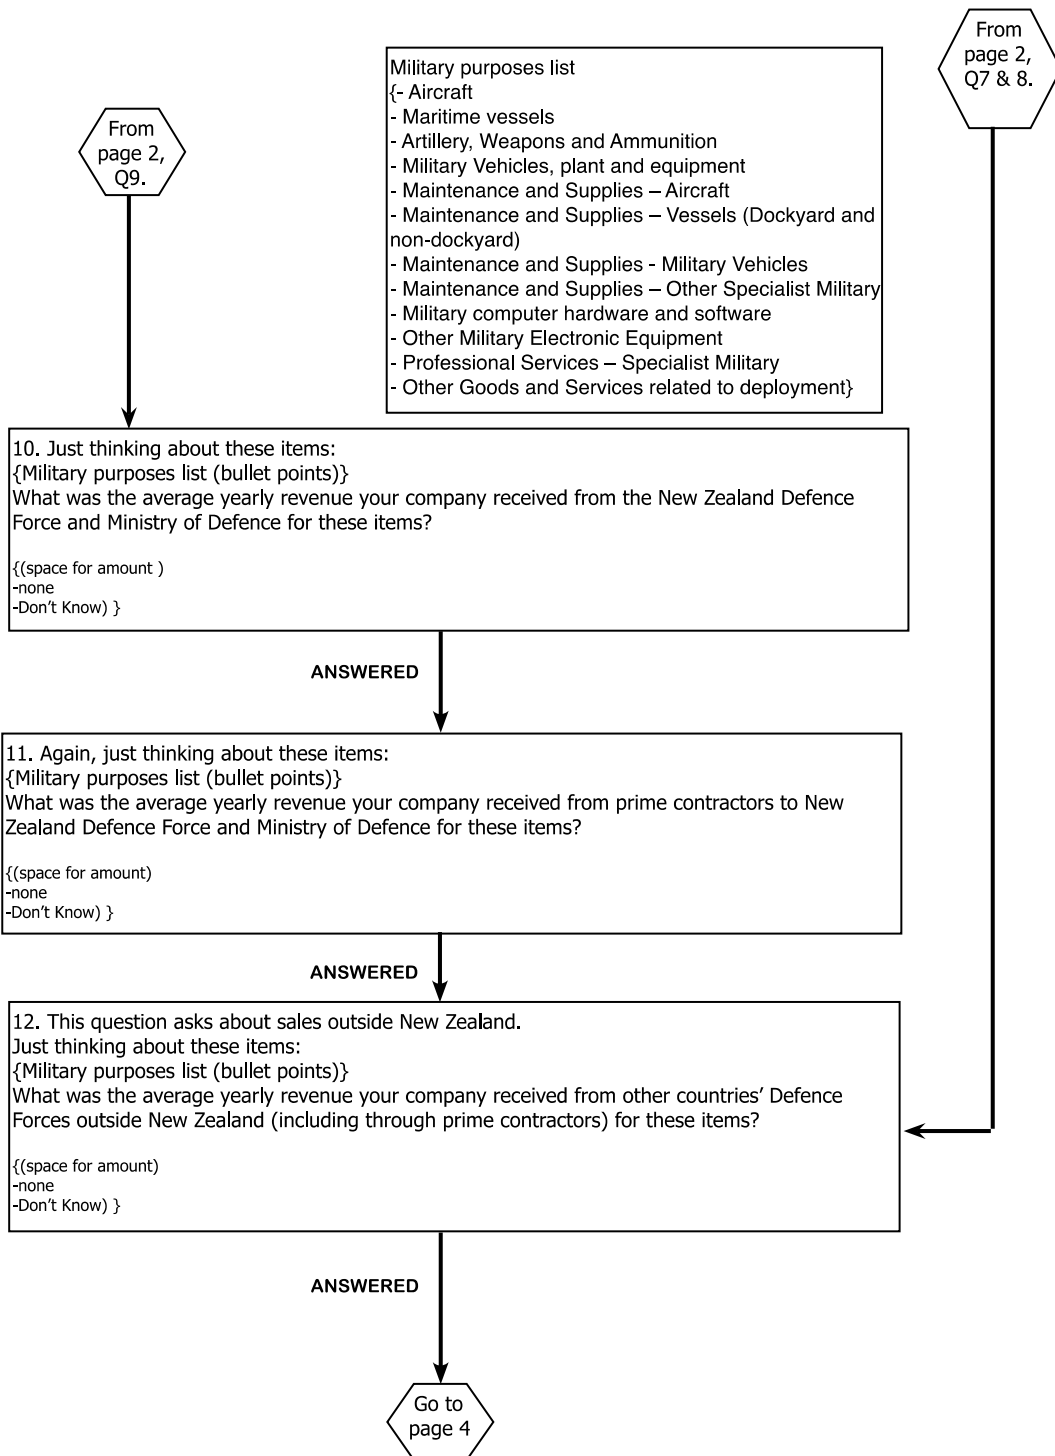 From
page 2,
Q7 & 8.
From
page 2,
Q9.
Military purposes list
{- Aircraft
- Maritime vessels
- Artillery, Weapons and Ammunition
- Military Vehicles, plant and equipment
- Maintenance and Supplies – Aircraft
- Maintenance and Supplies – Vessels (Dockyard and
non-dockyard)
- Maintenance and Supplies - Military Vehicles
- Maintenance and Supplies – Other Specialist Military
- Military computer hardware and software
- Other Military Electronic Equipment
- Professional Services – Specialist Military
- Other Goods and Services related to deployment}
10. Just thinking about these items:
{Military purposes list (bullet points)}
What was the average yearly revenue your company received from the New Zealand Defence
Force and Ministry of Defence for these items?
{(space for amount )
-none
-Don't Know) }
ANSWERED
11. Again, just thinking about these items:
{Military purposes list (bullet points)}
What was the average yearly revenue your company received from prime contractors to New
Zealand Defence Force and Ministry of Defence for these items?
{(space for amount)
-none
-Don't Know) }
ANSWERED
12. This question asks about sales outside New Zealand.
Just thinking about these items:
{Military purposes list (bullet points)}
What was the average yearly revenue your company received from other countries' Defence
Forces outside New Zealand (including through prime contractors) for these items?
{(space for amount)
-none
-Don't Know) }
ANSWERED
Go to
page 4